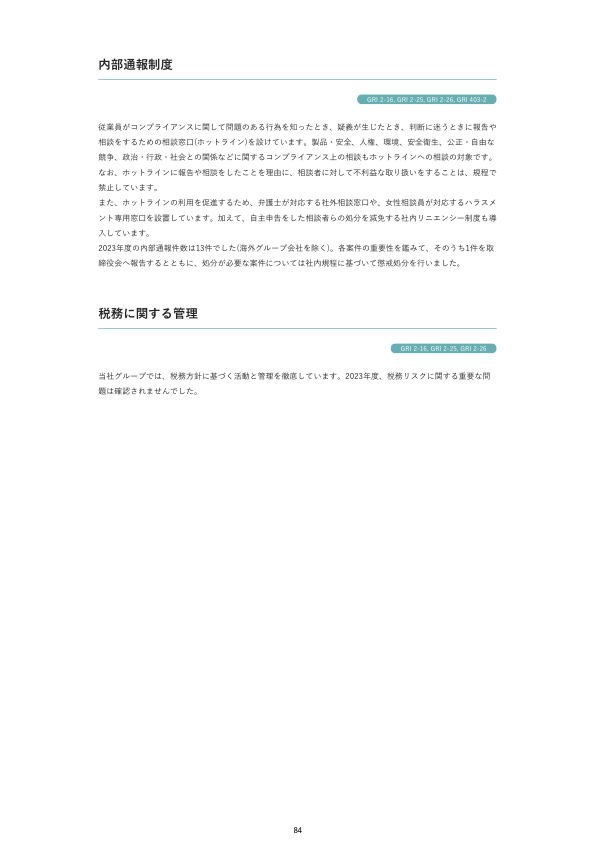 内部通報制度
GRI 2-16, GRI 2-25, GRI 2-26, GRI 403-2
従業員がコンプライアンスに関して問題のある行為を知ったとき、疑義が生じたとき、判断に迷うときに報告や
相談をするための相談窓口(ホットライン)を設けています。製品・安全、人権、環境、安全衛生、公正・自由な
競争、政治・行政・社会との関係などに関するコンプライアンス上の相談もホットラインへの相談の対象です。
なお、ホットラインに報告や相談をしたことを理由に、相談者に対して不利益な取り扱いをすることは、規程で
禁止しています。
また、ホットラインの利用を促進するため、弁護士が対応する社外相談窓口や、女性相談員が対応するハラスメ
ント専用窓口を設置しています。加えて、自主申告をした相談者らの処分を減免する社内リニエンシー制度も導
入しています。
2023年度の内部通報件数は13件でした(海外グループ会社を除く)。各案件の重要性を鑑みて、そのうち1件を取
締役会へ報告するとともに、処分が必要な案件については社内規程に基づいて懲戒処分を行いました。
税務に関する管理
GRI 2-16, GRI 2-25, GRI 2-26
当社グループでは、税務方針に基づく活動と管理を徹底しています。2023年度、税務リスクに関する重要な問
題は確認されませんでした。
84